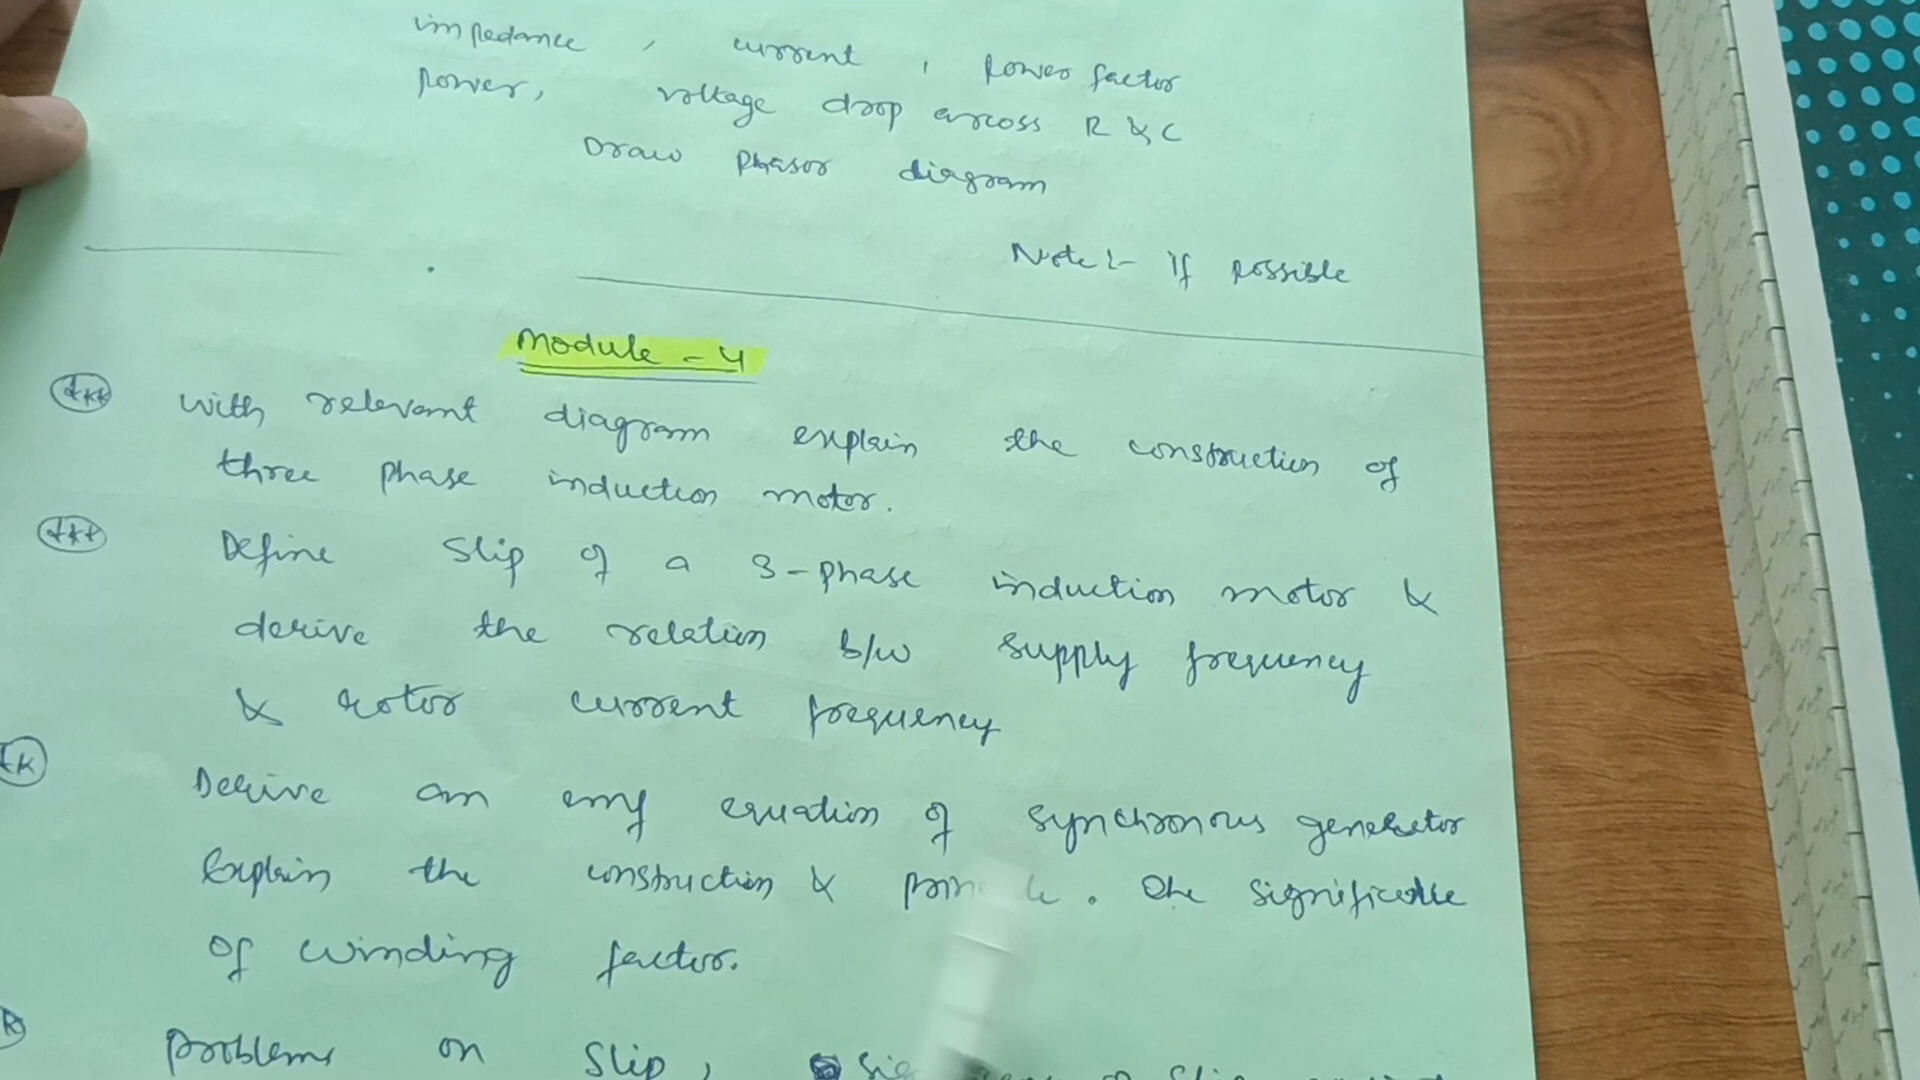 impedance, current, power factor
power, voltage drop across R & C
Draw phasor diagram
Note:- if possible
Module - 4
*** with relevant diagram explain the construction of
three phase induction motor.
*** Define slip of a 3-phase induction motor &
derive the relation b/w supply frequency
& rotor current frequency
Derive an emf equation of synchronous generator
Explain the construction & . The significance
of winding factor.
problems on slip,